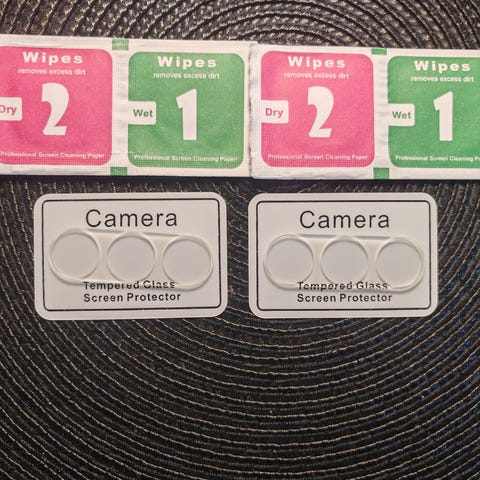 Wipes
removes excess dirt
Dry
2
Professional Screen Cleaning Paper
Wipes
removes excess dirt
Wet
1
Professional Screen Cleaning Pape
Wipes
removes excess dirt
Dry
2
Professional Screen Cleaning Paper
Wipes
removes excess dirt
Wet
1
Professional Screen Cleaning Pap
Camera
Tempered Glass
Screen Protector
Camera
Tempered Glass
Screen Protector